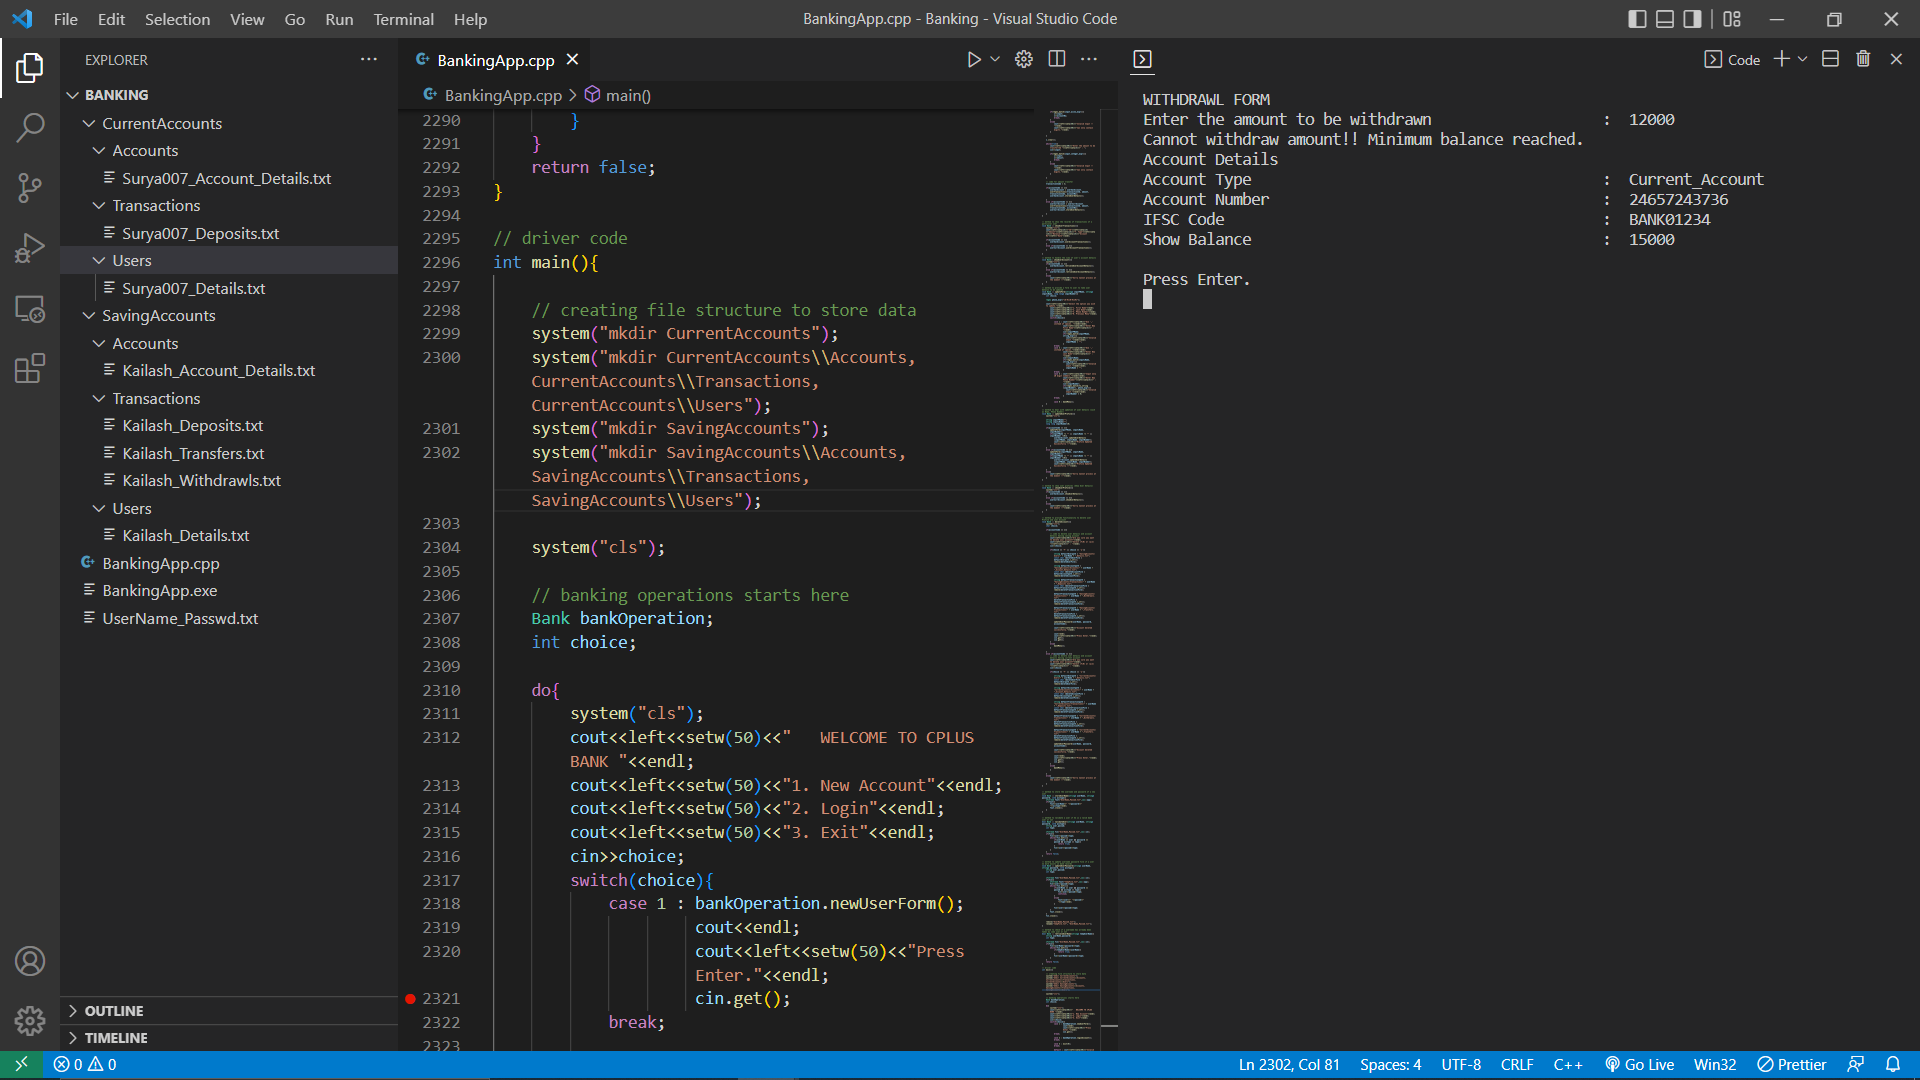 File Edit Selection View Go Run Terminal Help
BankingApp.cpp - Banking - Visual Studio Code
EXPLORER
BANKING
CurrentAccounts
Accounts
Surya007_Account_Details.txt
Transactions
Surya007_Deposits.txt
Users
Surya007_Details.txt
SavingAccounts
Accounts
Kailash_Account_Details.txt
Transactions
Kailash_Deposits.txt
Kailash_Transfers.txt
Kailash_Withdrawls.txt
Users
Kailash_Details.txt
BankingApp.cpp
BankingApp.exe
UserName_Passwd.txt
OUTLINE
TIMELINE
BankingApp.cpp
BankingApp.cpp > main()
2290 }
2291 }
2292 return false;
2293 }
2294
2295 // driver code
2296 int main(){
2297
2298 // creating file structure to store data
2299 system("mkdir CurrentAccounts");
2300 system("mkdir CurrentAccounts\\Accounts,
CurrentAccounts\\Transactions,
CurrentAccounts\\Users");
2301 system("mkdir SavingAccounts");
2302 system("mkdir SavingAccounts\\Accounts,
SavingAccounts\\Transactions,
SavingAccounts\\Users");
2303
2304 system("cls");
2305
2306 // banking operations starts here
2307 Bank bankOperation;
2308 int choice;
2309
2310 do{
2311 system("cls");
2312 cout<<left<<setw(50)<<"   WELCOME TO CPLUS
BANK "<<endl;
2313 cout<<left<<setw(50)<<"1. New Account"<<endl;
2314 cout<<left<<setw(50)<<"2. Login"<<endl;
2315 cout<<left<<setw(50)<<"3. Exit"<<endl;
2316 cin>>choice;
2317 switch(choice){
2318 case 1 : bankOperation.newUserForm();
2319 cout<<endl;
2320 cout<<left<<setw(50)<<"Press
Enter."<<endl;
2321 cin.get();
2322 break;
2323
Code
WITHDRAWL FORM
Enter the amount to be withdrawn : 12000
Cannot withdraw amount!! Minimum balance reached.
Account Details
Account Type : Current_Account
Account Number : 24657243736
IFSC Code : BANK01234
Show Balance : 15000
Press Enter.
0 0
Ln 2302, Col 81 Spaces: 4 UTF-8 CRLF C++ Go Live Win32 Prettier